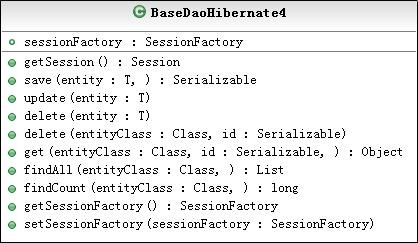 BaseDaoHibernate4
sessionFactory : SessionFactory
getSession() : Session
save(entity : T, ) : Serializable
update(entity : T)
delete(entity : T)
delete(entityClass : Class, id : Serializable)
get(entityClass : Class, id : Serializable, ) : Object
findAll(entityClass : Class, ) : List
findCount(entityClass : Class, ) : long
getSessionFactory() : SessionFactory
setSessionFactory(sessionFactory : SessionFactory)